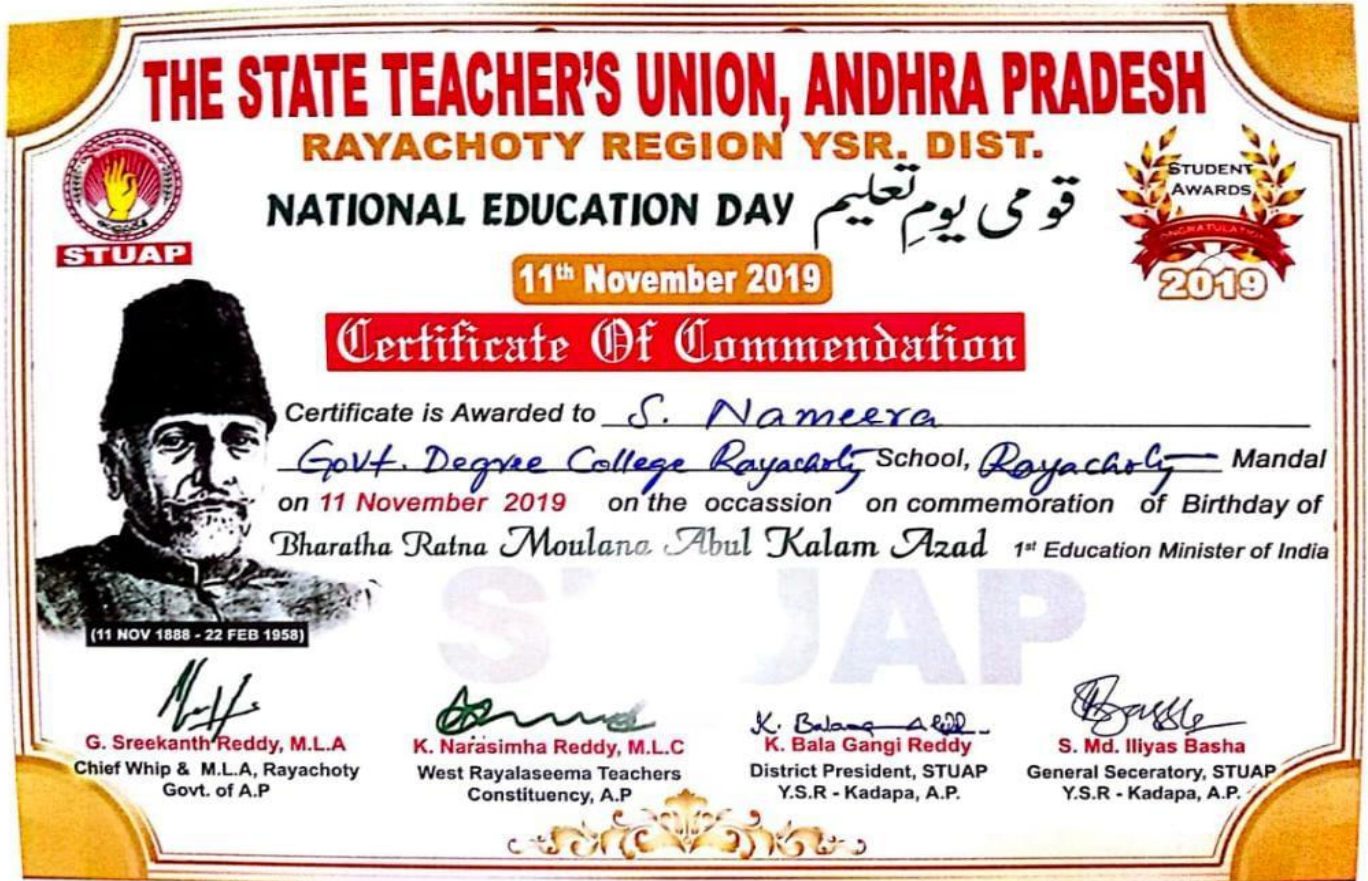 THE STATE TEACHER'S UNION, ANDHRA PRADESH
RAYACHOTY REGION YSR. DIST.
NATIONAL EDUCATION DAY قومی یومِ تعلیم
STUAP
STUDENT
AWARDS
CONGRATULATION
2019
11th November 2019
Certificate Of Commendation
Certificate is Awarded to S. Nameera
Govt. Degree College Rayachoty School, Rayachoty Mandal
on 11 November 2019 on the occassion on commemoration of Birthday of
Bharatha Ratna Moulana Abul Kalam Azad 1st Education Minister of India
(11 NOV 1888 - 22 FEB 1958)
STUAP
G. Sreekanth Reddy, M.L.A
Chief Whip & M.L.A, Rayachoty
Govt. of A.P
K. Narasimha Reddy, M.L.C
West Rayalaseema Teachers
Constituency, A.P
K. Bala Gangi Reddy
District President, STUAP
Y.S.R - Kadapa, A.P.
S. Md. Iliyas Basha
General Seceratory, STUAP
Y.S.R - Kadapa, A.P.